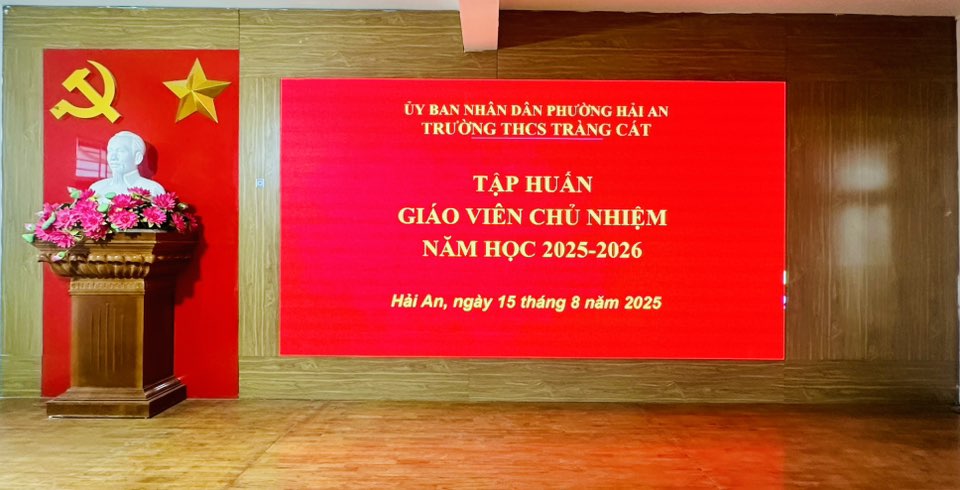 ỦY BAN NHÂN DÂN PHƯỜNG HẢI AN
TRƯỜNG THCS TRÀNG CÁT
TẬP HUẤN
GIÁO VIÊN CHỦ NHIỆM
NĂM HỌC 2025-2026
Hải An, ngày 15 tháng 8 năm 2025